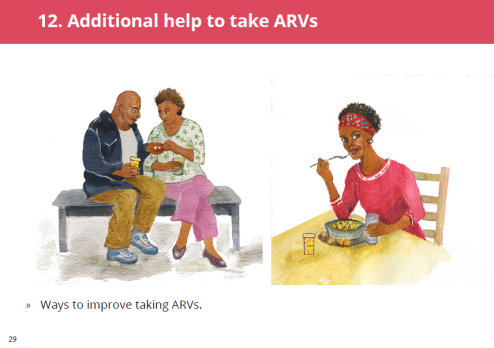 12. Additional help to take ARVs
» Ways to improve taking ARVs.
29